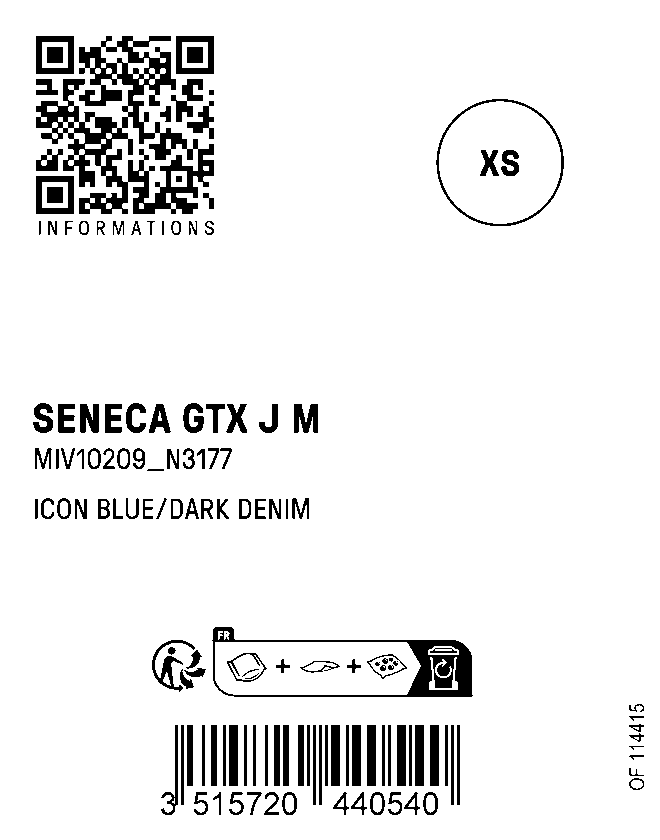 INFORMATIONS
XS
SENECA GTX J M
MIV10209_N3177
ICON BLUE/DARK DENIM
FR
3 515720 440540
OF 114415